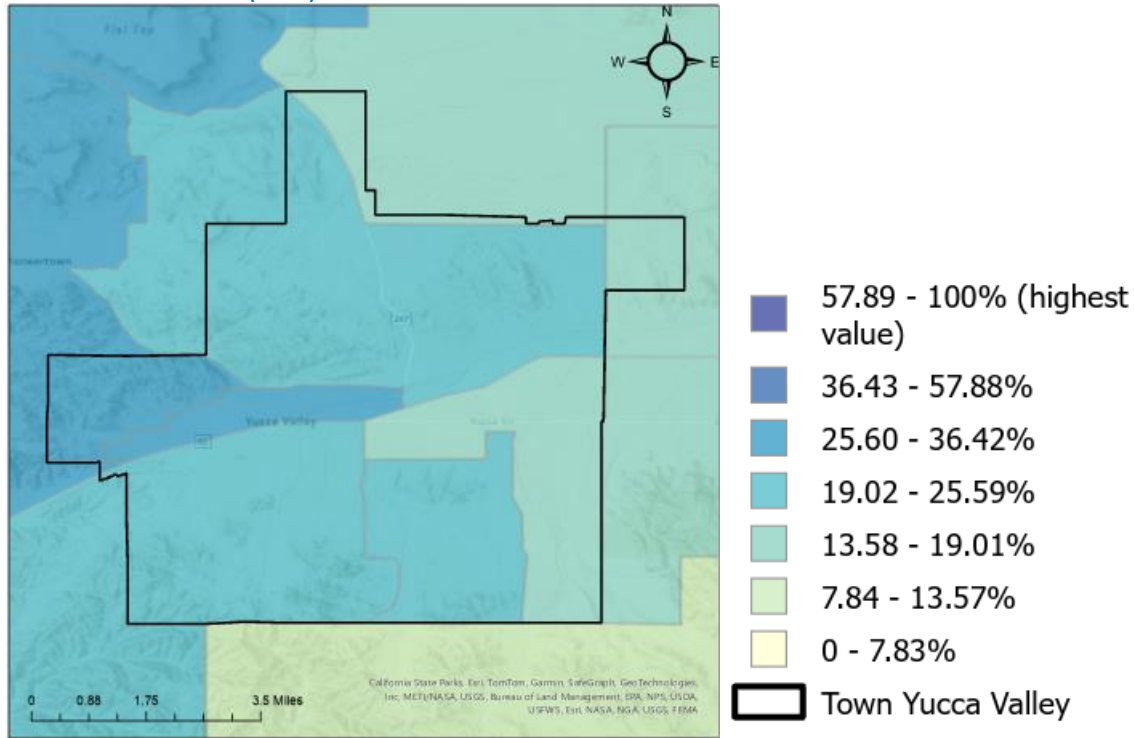 Flat Top
N
W
E
S
247
Yucca Valley
62
57.89 - 100% (highest
value)
36.43 - 57.88%
25.60 - 36.42%
19.02 - 25.59%
13.58 - 19.01%
7.84 - 13.57%
0 - 7.83%
Town Yucca Valley
California State Parks, Esri, TomTom, Garmin, SafeGraph, GeoTechnologies,
Inc, METI/NASA, USGS, Bureau of Land Management, EPA, NPS, USDA,
USFWS, Esri, NASA, NGA, USGS, FEMA
0 0.88 1.75 3.5 Miles